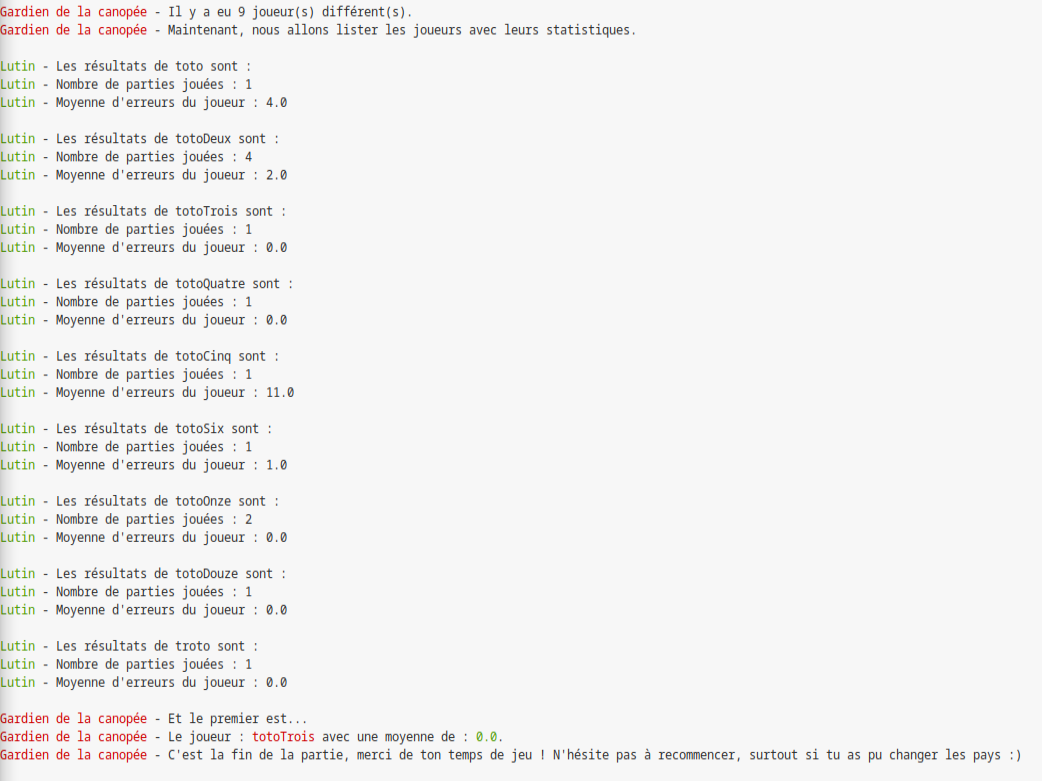 Gardien de la canopée - Il y a eu 9 joueur(s) différent(s).
Gardien de la canopée - Maintenant, nous allons lister les joueurs avec leurs statistiques.
Lutin - Les résultats de toto sont :
Lutin - Nombre de parties jouées : 1
Lutin - Moyenne d'erreurs du joueur : 4.0
Lutin - Les résultats de totoDeux sont :
Lutin - Nombre de parties jouées : 4
Lutin - Moyenne d'erreurs du joueur : 2.0
Lutin - Les résultats de totoTrois sont :
Lutin - Nombre de parties jouées : 1
Lutin - Moyenne d'erreurs du joueur : 0.0
Lutin - Les résultats de totoQuatre sont :
Lutin - Nombre de parties jouées : 1
Lutin - Moyenne d'erreurs du joueur : 0.0
Lutin - Les résultats de totoCinq sont :
Lutin - Nombre de parties jouées : 1
Lutin - Moyenne d'erreurs du joueur : 11.0
Lutin - Les résultats de totoSix sont :
Lutin - Nombre de parties jouées : 1
Lutin - Moyenne d'erreurs du joueur : 1.0
Lutin - Les résultats de totoOnze sont :
Lutin - Nombre de parties jouées : 2
Lutin - Moyenne d'erreurs du joueur : 0.0
Lutin - Les résultats de totoDouze sont :
Lutin - Nombre de parties jouées : 1
Lutin - Moyenne d'erreurs du joueur : 0.0
Lutin - Les résultats de troto sont :
Lutin - Nombre de parties jouées : 1
Lutin - Moyenne d'erreurs du joueur : 0.0
Gardien de la canopée - Et le premier est...
Gardien de la canopée - Le joueur : totoTrois avec une moyenne de : 0.0.
Gardien de la canopée - C'est la fin de la partie, merci de ton temps de jeu ! N'hésite pas à recommencer, surtout si tu as pu changer les pays :)